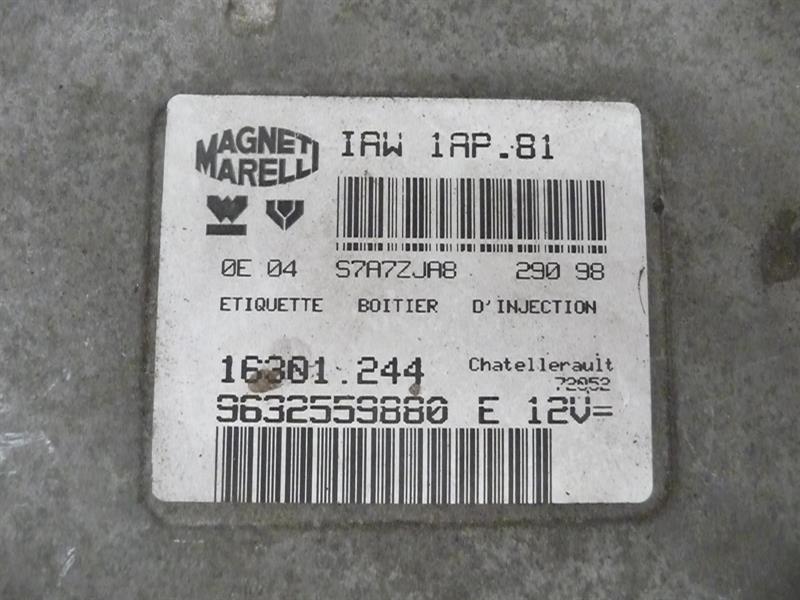 MAGNETI MARELLI
IAW 1AP.81
0E 04 S7A7ZJA8 290 98
ETIQUETTE BOITIER D'INJECTION
16301.244 Chatellerault
72052
9632559880 E 12V=